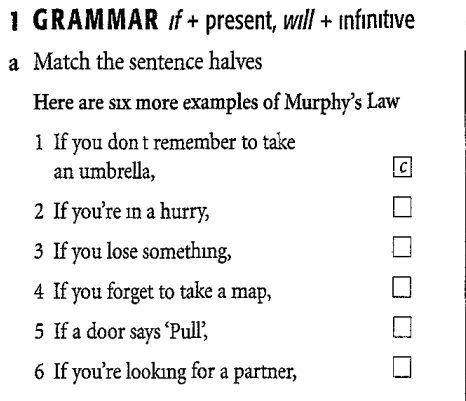 1 GRAMMAR if + present, will + infinitive
a Match the sentence halves
Here are six more examples of Murphy's Law
1 If you don t remember to take
an umbrella, c
2 If you're in a hurry,
3 If you lose something,
4 If you forget to take a map,
5 If a door says 'Pull',
6 If you're looking for a partner,